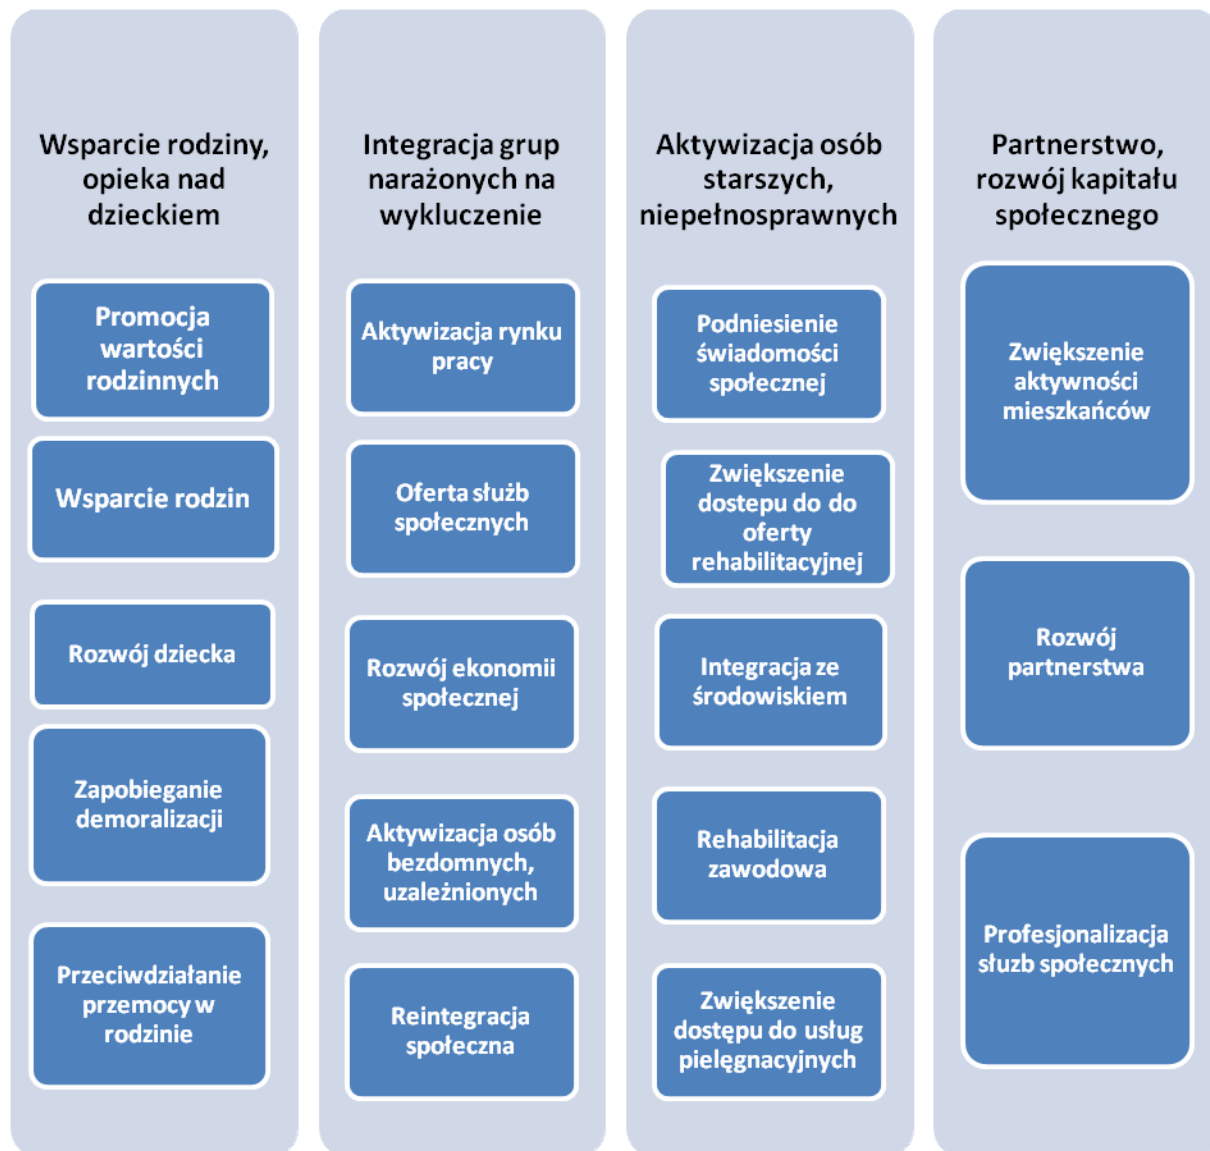 Wsparcie rodziny,
opieka nad
dzieckiem
Promocja
wartości
rodzinnych
Wsparcie rodzin
Rozwój dziecka
Zapobieganie
demoralizacji
Przeciwdziałanie
przemocy w
rodzinie
Integracja grup
narażonych na
wykluczenie
Aktywizacja rynku
pracy
Oferta służb
społecznych
Rozwój ekonomii
społecznej
Aktywizacja osób
bezdomnych,
uzależnionych
Reintegracja
społeczna
Aktywizacja osób
starszych,
niepełnosprawnych
Podniesienie
świadomości
społecznej
Zwiększenie
dostepu do do
oferty
rehabilitacyjnej
Integracja ze
środowiskiem
Rehabilitacja
zawodowa
Zwiększenie
dostępu do usług
pielęgnacyjnych
Partnerstwo,
rozwój kapitału
społecznego
Zwiększenie
aktywności
mieszkańców
Rozwój
partnerstwa
Profesjonalizacja
słuzb społecznych